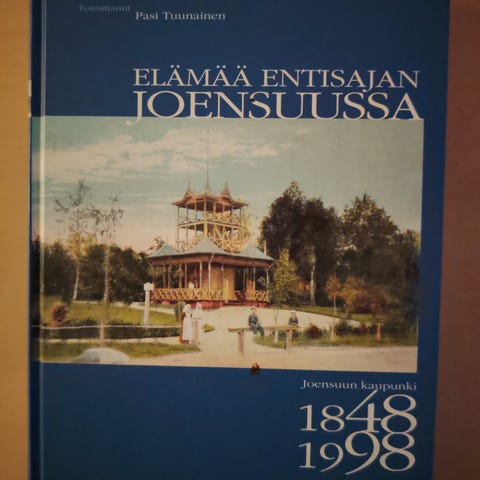 Toimittanut Pasi Tuunainen
ELÄMÄÄ ENTISAJAN
JOENSUUSSA
Joensuun kaupunki
1848
1998